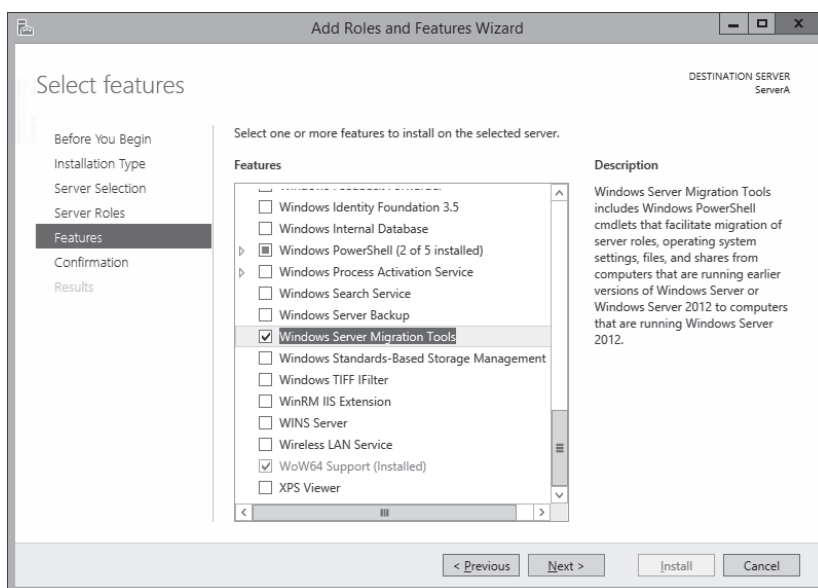 Add Roles and Features Wizard
Select features
DESTINATION SERVER
ServerA
Before You Begin
Installation Type
Server Selection
Server Roles
Features
Confirmation
Results
Select one or more features to install on the selected server.
Features
Windows Identity Foundation 3.5
Windows Internal Database
Windows PowerShell (2 of 5 installed)
Windows Process Activation Service
Windows Search Service
Windows Server Backup
Windows Server Migration Tools
Windows Standards-Based Storage Management
Windows TIFF IFilter
WinRM IIS Extension
WINS Server
Wireless LAN Service
WoW64 Support (Installed)
XPS Viewer
Description
Windows Server Migration Tools
includes Windows PowerShell
cmdlets that facilitate migration of
server roles, operating system
settings, files, and shares from
computers that are running earlier
versions of Windows Server or
Windows Server 2012 to computers
that are running Windows Server
2012.
< Previous
Next >
Install
Cancel